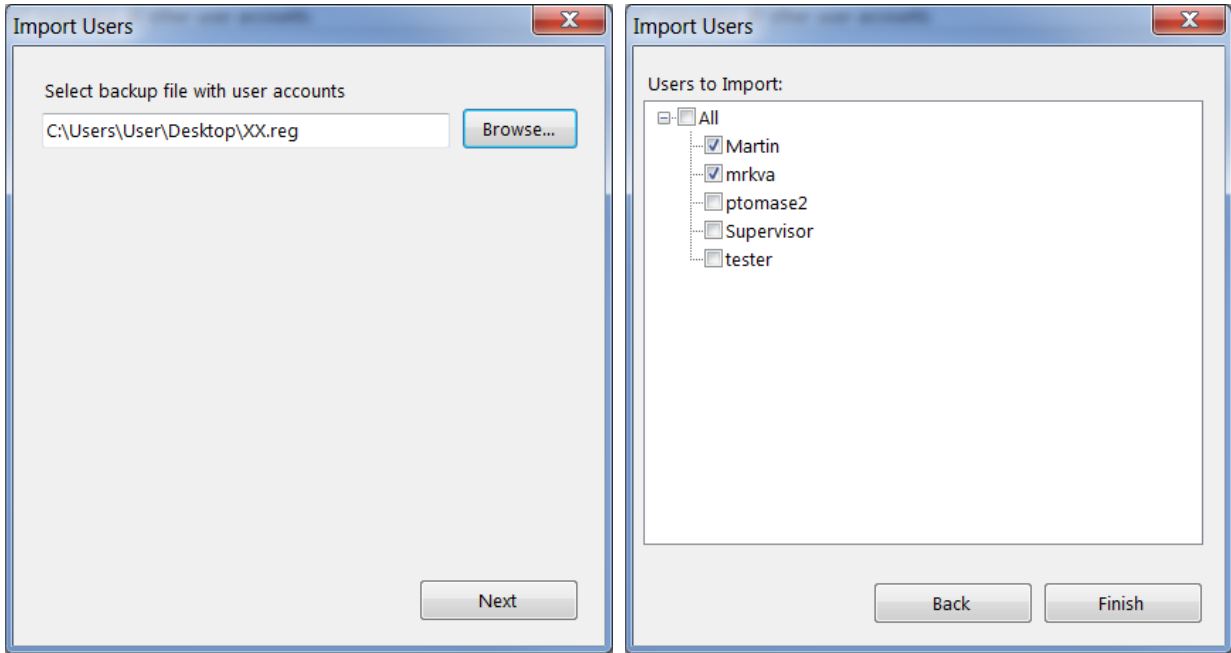 Import Users
Select backup file with user accounts
C:\Users\User\Desktop\XX.reg
Browse...
Next
Import Users
Users to Import:
All
Martin
mrkva
ptomase2
Supervisor
tester
Back
Finish